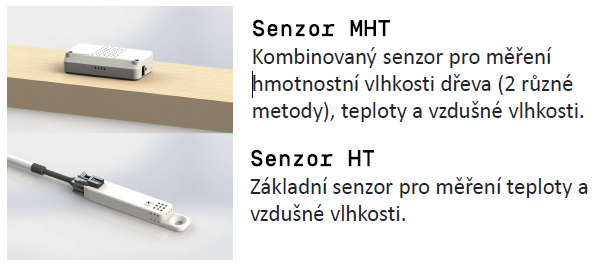 Senzor MHT
Kombinovaný senzor pro měření
hmotnostní vlhkosti dřeva (2 různé
metody), teploty a vzdušné vlhkosti.
Senzor HT
Základní senzor pro měření teploty a
vzdušné vlhkosti.